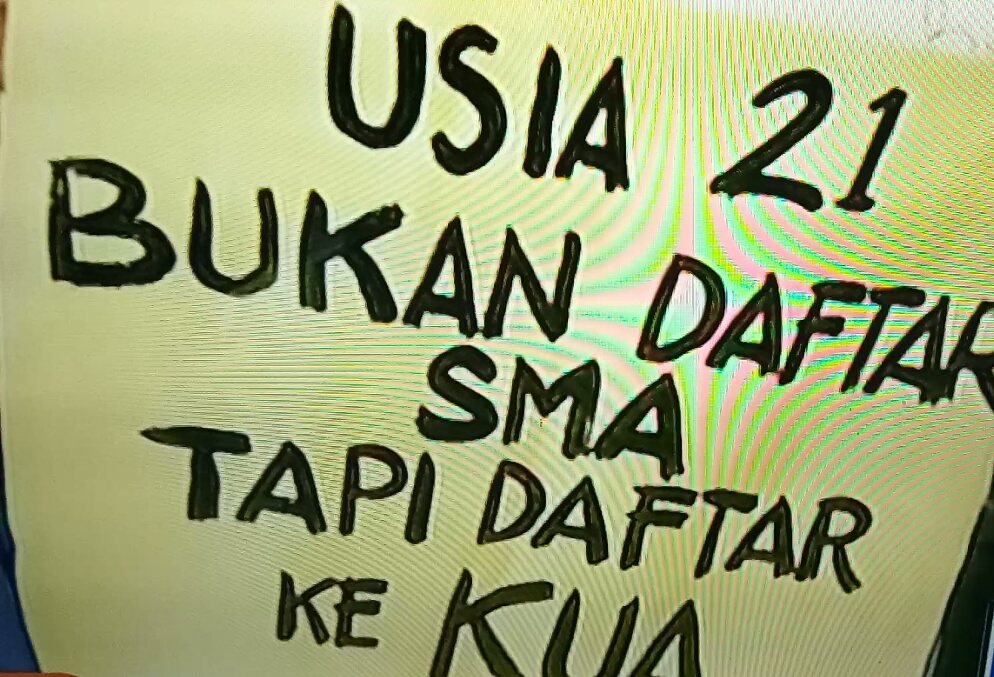 USIA 21
BUKAN DAFTAR
SMA
TAPI DAFTAR
KE KUA